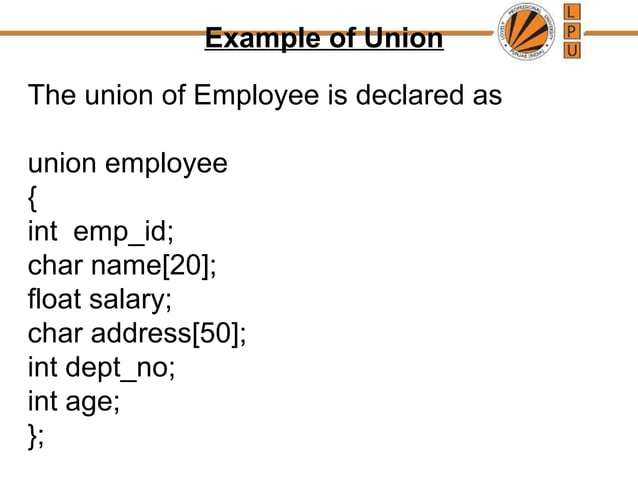 Example of Union
L
P
U
The union of Employee is declared as
union employee
{
int emp_id;
char name[20];
float salary;
char address[50];
int dept_no;
int age;
};